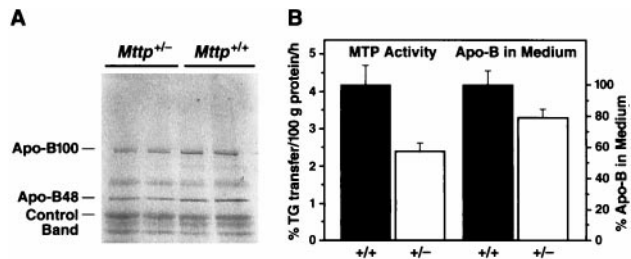 A
Mttp+/– Mttp+/+
Apo-B100
Apo-B48
Control
Band
B
MTP Activity Apo-B in Medium
% TG transfer/100 g protein/h
5
4
3
2
1
0
100
80
60
40
20
0
% Apo-B in Medium
+/+ +/– +/+ +/–